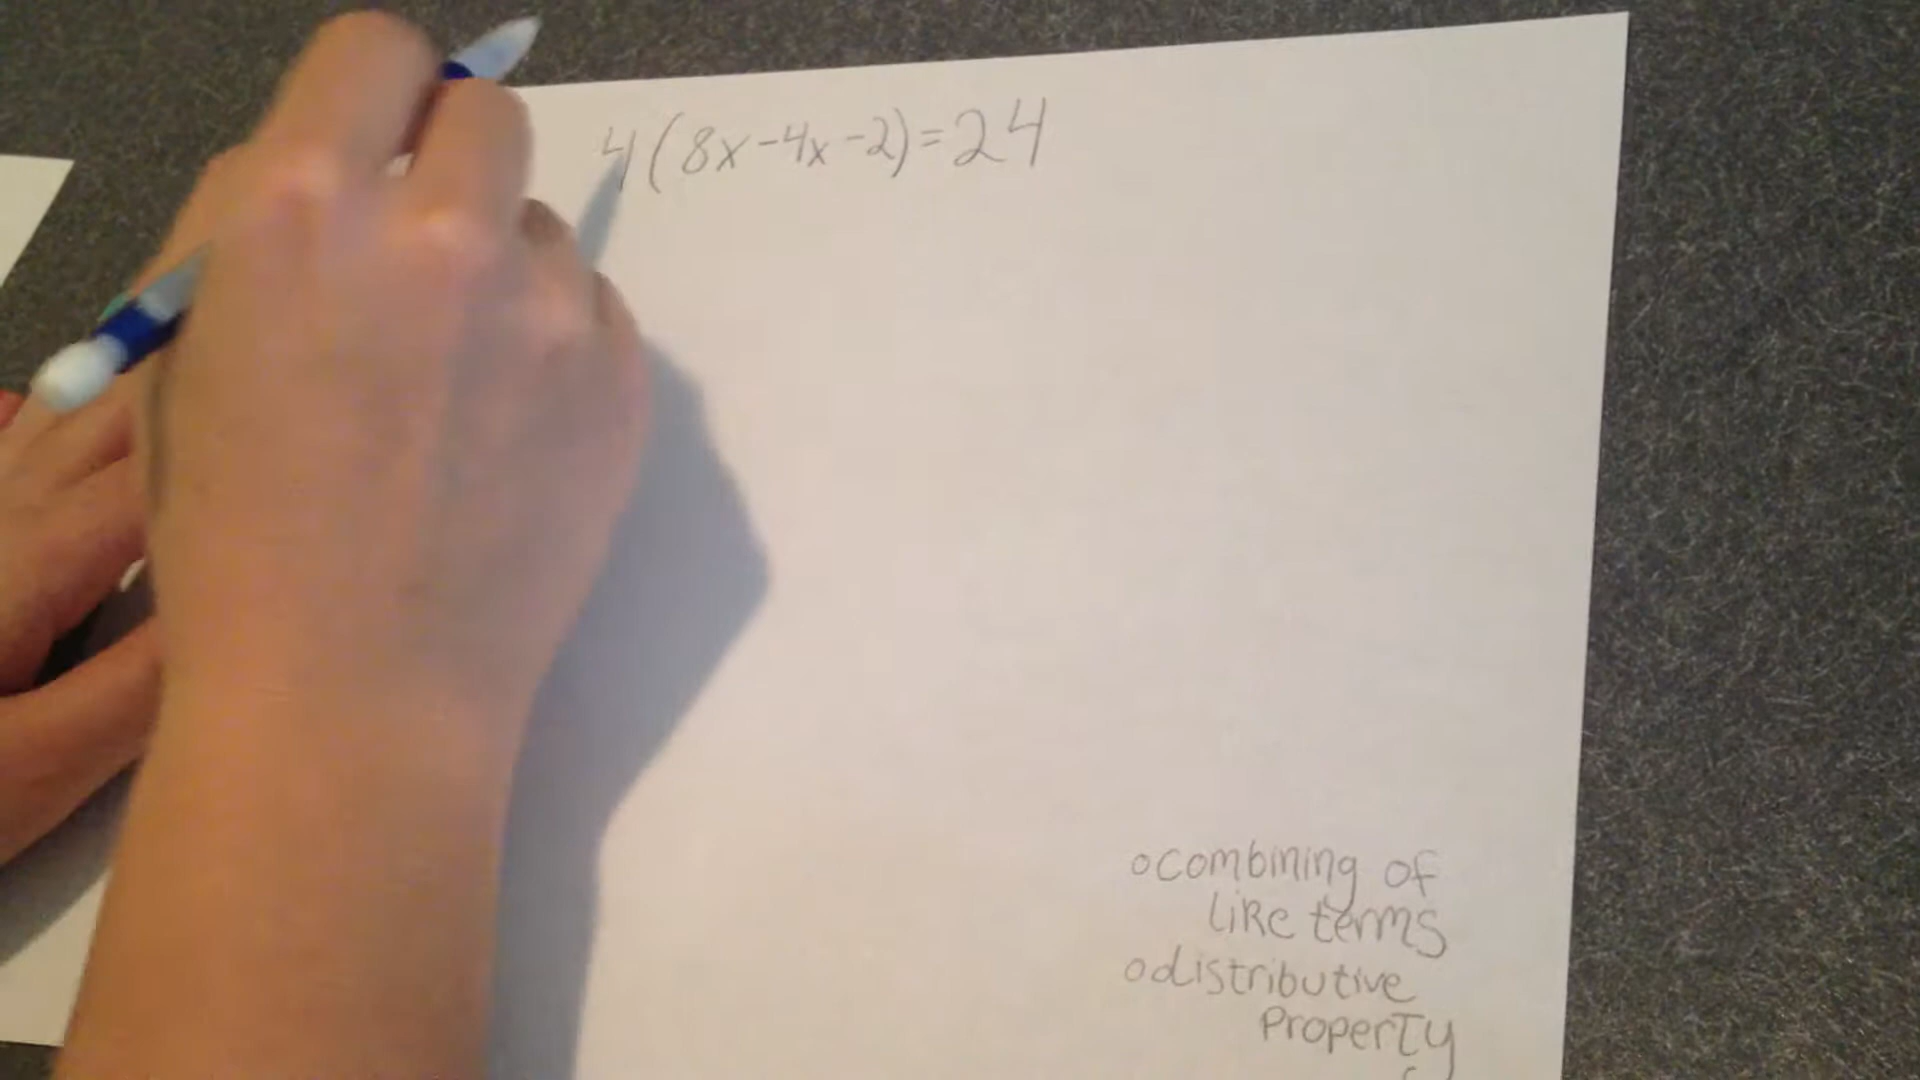 4(8x-4x-2)=24
o combining of
like terms
o distributive
property